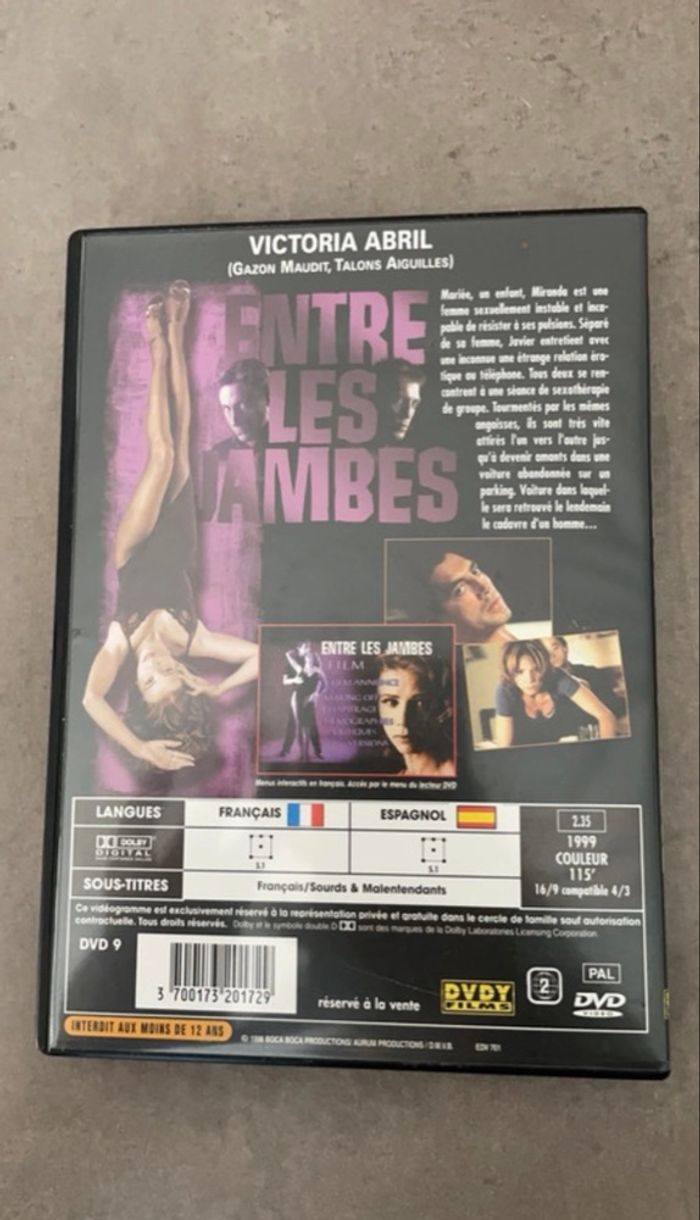 VICTORIA ABRIL
(GAZON MAUDIT, TALONS AIGUILLES)
ENTRE
LES
JAMBES
Mariée, un enfant, Miranda est une
femme sexuellement instable et inca-
pable de résister à ses pulsions. Séparé
de sa femme, Javier entretient avec
une inconnue une étrange relation éro-
tique au téléphone. Tous deux se ren-
contrent à une séance de sexothérapie
de groupe. Tourmentés par les mêmes
angoisses, ils sont très vite
attirés l'un vers l'autre jus-
qu'à devenir amants dans une
voiture abandonnée sur un
parking. Voiture dans laquel-
le sera retrouvé le lendemain
le cadavre d'un homme...
ENTRE LES JAMBES
FILM
MAKING OFF
CHAPITRAGE
FILMOGRAPHIES
VERSIONS
Menus interactifs en français. Accès par le menu du lecteur DVD
LANGUES
FRANÇAIS
ESPAGNOL
DOLBY
DIGITAL
5.1
5.1
SOUS-TITRES
Français/Sourds & Malentendants
2.35
1999
COULEUR
115'
16/9 compatible 4/3
Ce vidéogramme est exclusivement réservé à la représentation privée et gratuite dans le cercle de famille sauf autorisation
contractuelle. Tous droits réservés. Dolby et le symbole double D sont des marques de la Dolby Laboratories Licensing Corporation.
DVD 9
3 700173 201729
réservé à la vente
DVDY
FILMS
2
PAL
DVD
VIDEO
INTERDIT AUX MOINS DE 12 ANS
© 1998 BOCA BOCA PRODUCTIONS/ AURUM PRODUCTIONS / D.M.V.B.
EDV 701